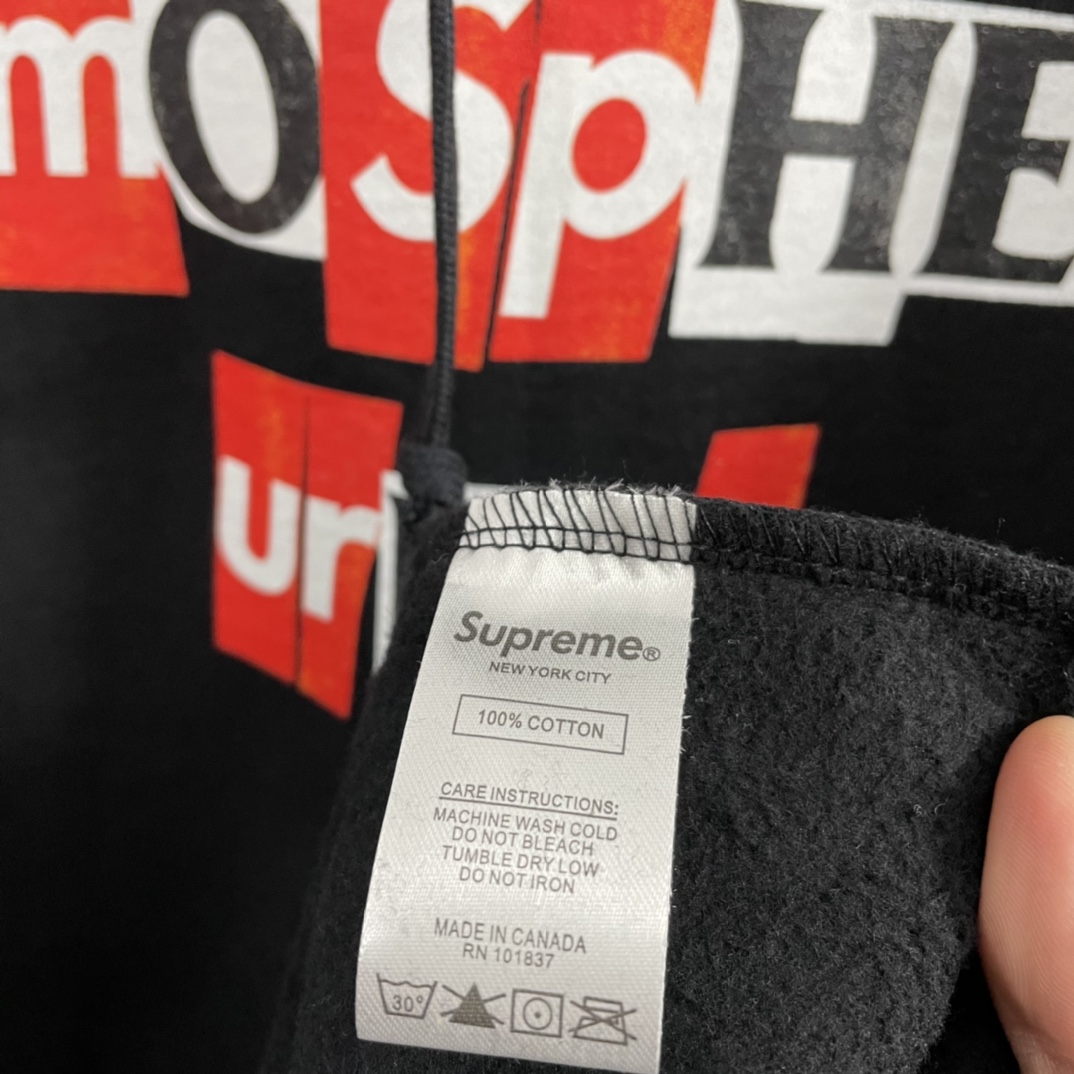 mOSpHE
ur
Supreme®
NEW YORK CITY
100% COTTON
CARE INSTRUCTIONS:
MACHINE WASH COLD
DO NOT BLEACH
TUMBLE DRY LOW
DO NOT IRON
MADE IN CANADA
RN 101837
30°